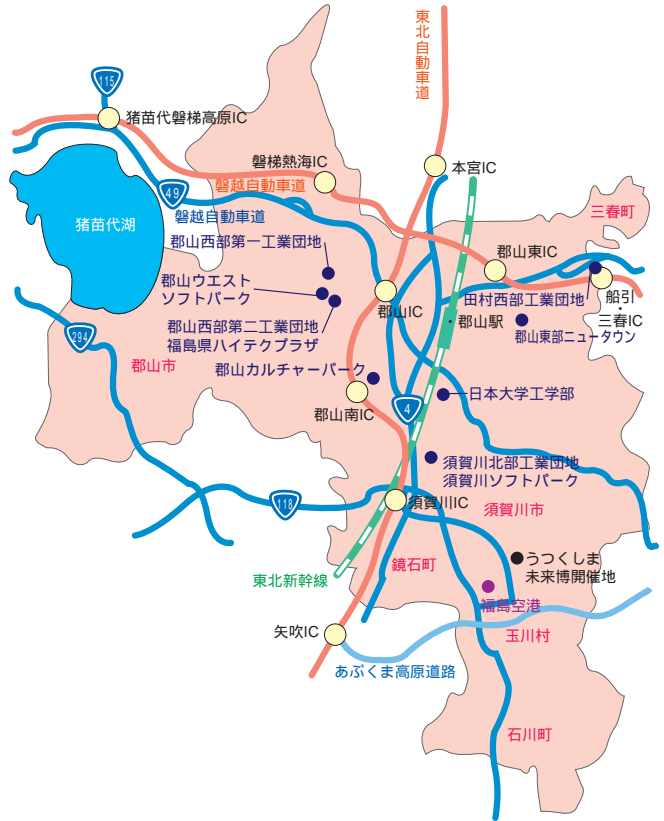 東北自動車道
115
猪苗代磐梯高原IC
磐梯熱海IC
本宮IC
49
磐越自動車道
磐越自動車道
三春町
猪苗代湖
郡山西部第一工業団地
郡山東IC
郡山ウエスト
ソフトパーク
郡山IC
田村西部工業団地
船引
・
三春IC
・郡山駅
郡山西部第二工業団地
福島県ハイテクプラザ
郡山東部ニュータウン
294
郡山市
郡山カルチャーパーク
日本大学工学部
郡山南IC
4
須賀川北部工業団地
須賀川ソフトパーク
118
須賀川IC
須賀川市
うつくしま
未来博開催地
鏡石町
東北新幹線
福島空港
矢吹IC
玉川村
あぶくま高原道路
石川町